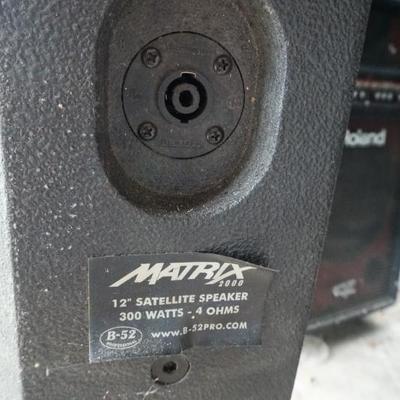 Roland
MATRIX
2000
12" SATELLITE SPEAKER
300 WATTS - 4 OHMS
B-52
WWW.B-52PRO.COM